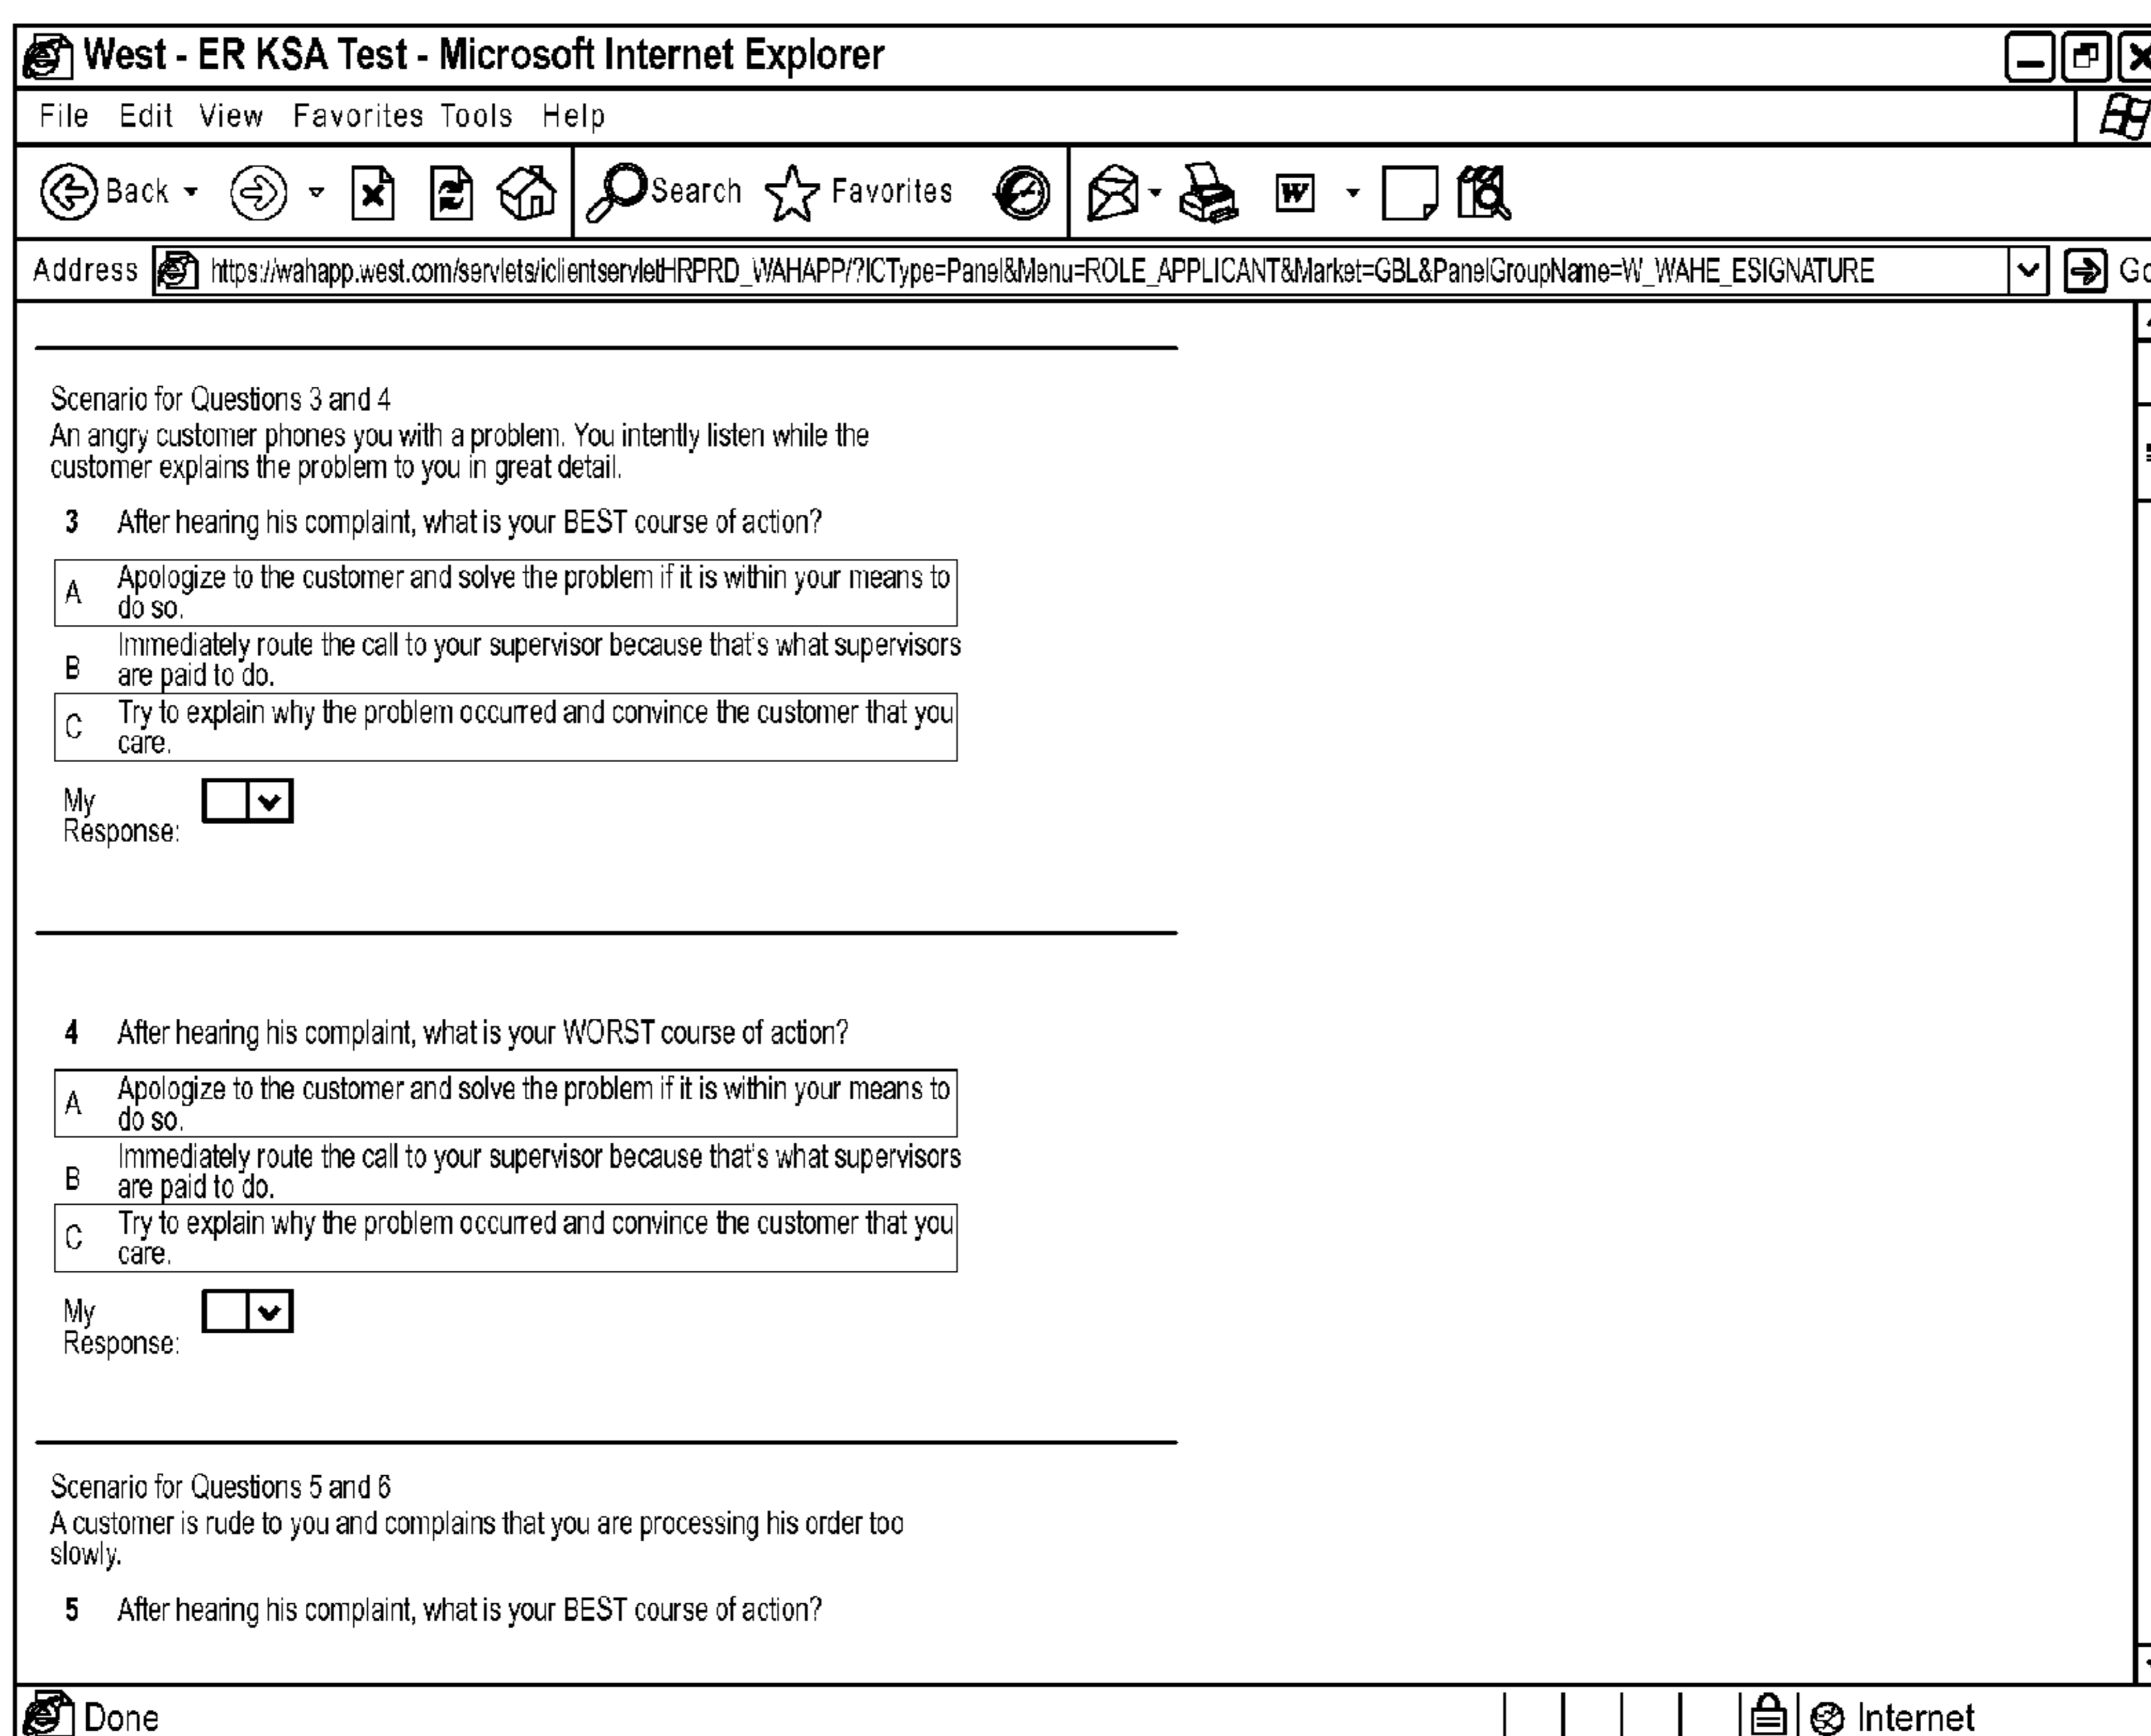 West - ER KSA Test - Microsoft Internet Explorer
File Edit View Favorites Tools Help
Back Search Favorites W
Address https://wahapp.west.com/servlets/iclientservletHRPRD_WAHAPP/?ICType=Panel&Menu=ROLE_APPLICANT&Market=GBL&PanelGroupName=W_WAHE_ESIGNATURE
Scenario for Questions 3 and 4
An angry customer phones you with a problem. You intently listen while the
customer explains the problem to you in great detail.
3 After hearing his complaint, what is your BEST course of action?
A Apologize to the customer and solve the problem if it is within your means to
do so.
B Immediately route the call to your supervisor because that's what supervisors
are paid to do.
C Try to explain why the problem occurred and convince the customer that you
care.
My
Response:
4 After hearing his complaint, what is your WORST course of action?
A Apologize to the customer and solve the problem if it is within your means to
do so.
B Immediately route the call to your supervisor because that's what supervisors
are paid to do.
C Try to explain why the problem occurred and convince the customer that you
care.
My
Response:
Scenario for Questions 5 and 6
A customer is rude to you and complains that you are processing his order too
slowly.
5 After hearing his complaint, what is your BEST course of action?
Done Internet